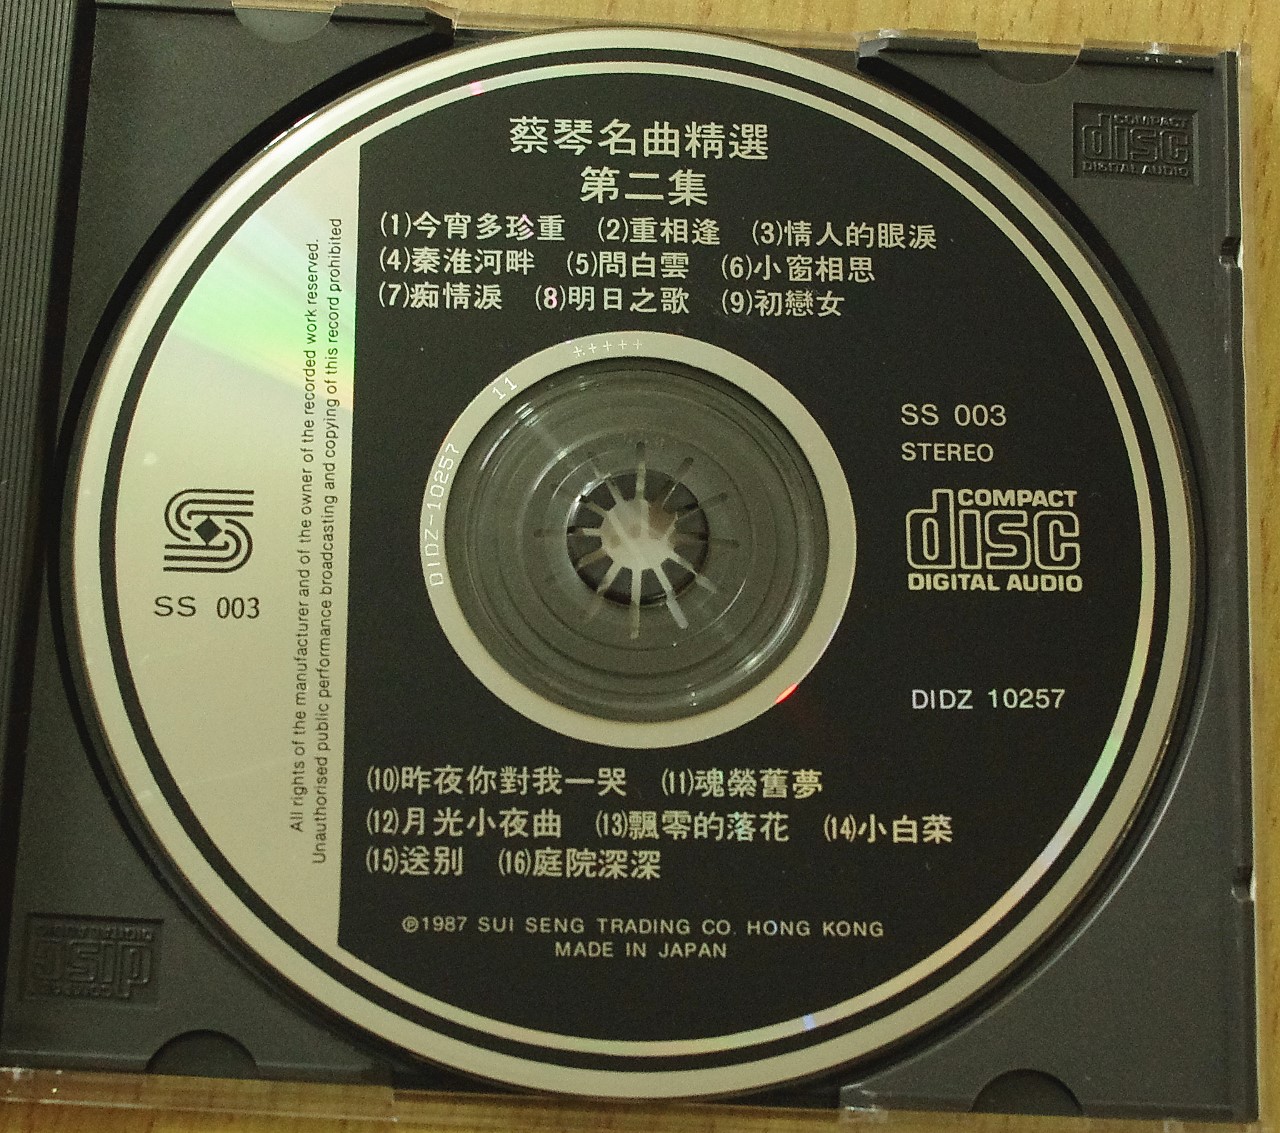 蔡琴名曲精選
第二集
(1)今宵多珍重 (2)重相逢 (3)情人的眼淚
(4)秦淮河畔 (5)問白雲 (6)小窗相思
(7)痴情淚 (8)明日之歌 (9)初戀女
SS 003
STEREO
COMPACT
disc
DIGITAL AUDIO
DIDZ 10257
(10)昨夜你對我一哭 (11)魂縈舊夢
(12)月光小夜曲 (13)飄零的落花 (14)小白菜
(15)送別 (16)庭院深深
℗1987 SUI SENG TRADING CO. HONG KONG
MADE IN JAPAN
All rights of the manufacturer and of the owner of the recorded work reserved.
Unauthorised public performance broadcasting and copying of this record prohibited
SS 003
DIDZ-10257
11
+++++
COMPACT
disc
DIGITAL AUDIO
COMPACT
disc
DIGITAL AUDIO